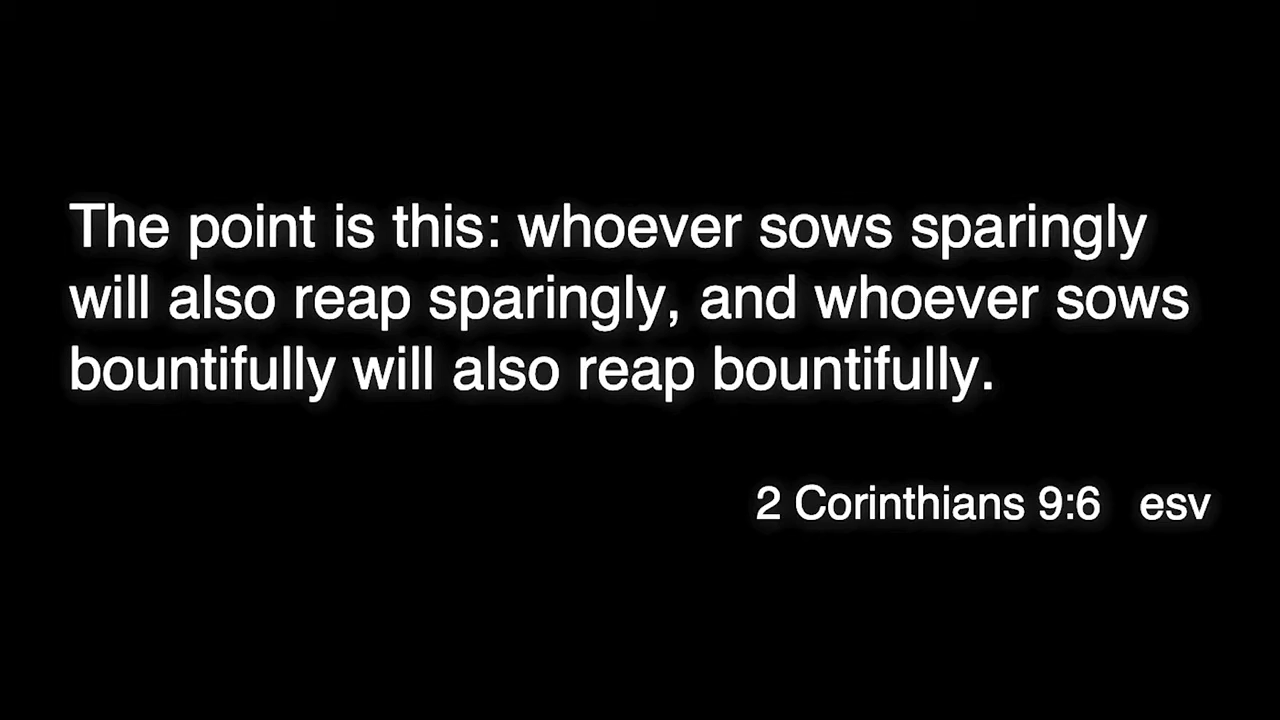 The point is this: whoever sows sparingly
will also reap sparingly, and whoever sows
bountifully will also reap bountifully.
2 Corinthians 9:6 esv